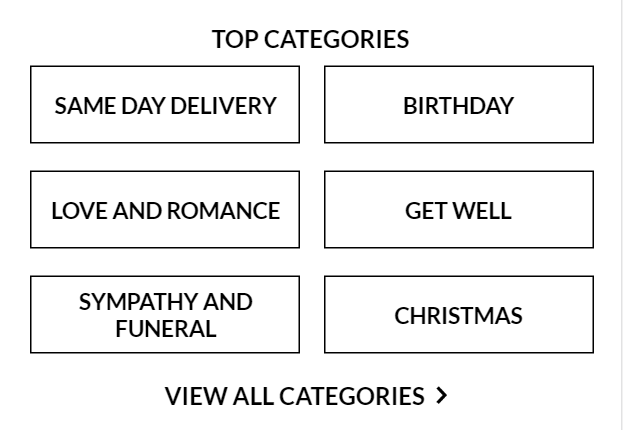 TOP CATEGORIES
SAME DAY DELIVERY
BIRTHDAY
LOVE AND ROMANCE
GET WELL
SYMPATHY AND
FUNERAL
CHRISTMAS
VIEW ALL CATEGORIES >